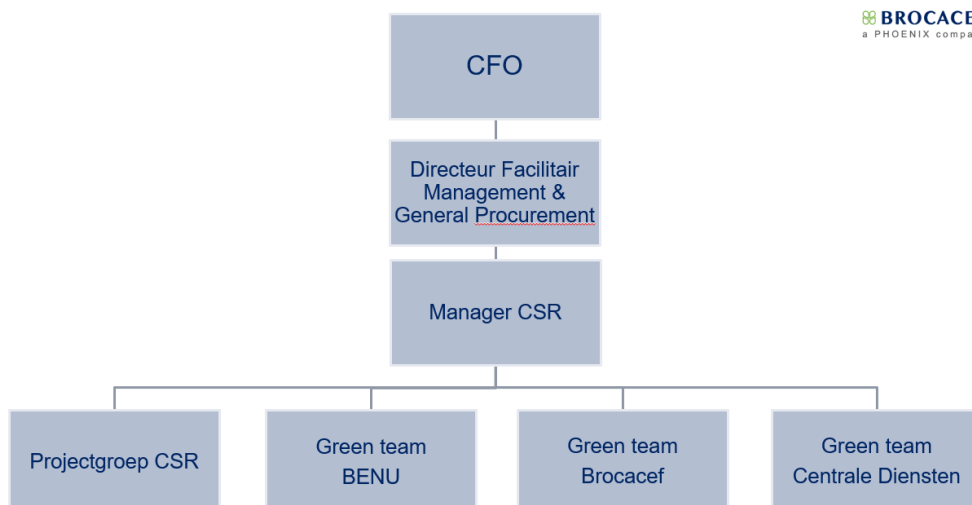 BROCACE
a PHOENIX compa
CFO
Directeur Facilitair
Management &
General Procurement
Manager CSR
Projectgroep CSR
Green team
BENU
Green team
Brocacef
Green team
Centrale Diensten